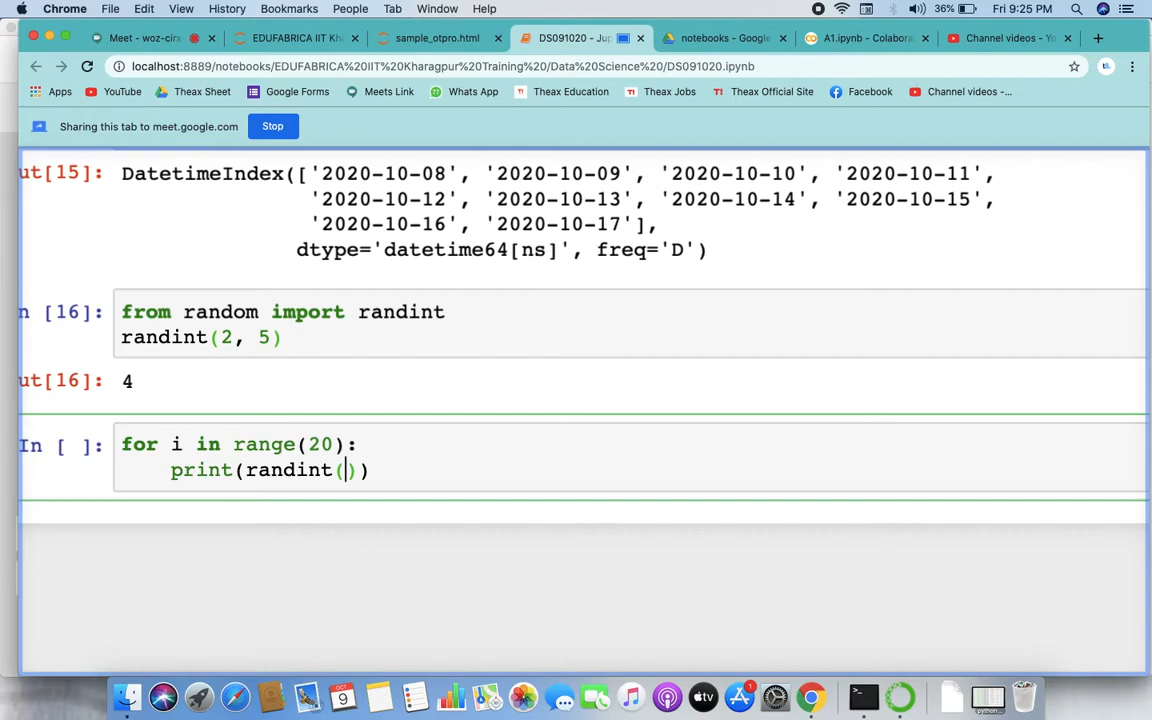 Chrome File Edit View History Bookmarks People Tab Window Help 36% Fri 9:25 PM
Meet - woz-cirx EDUFABRICA IIT Kha sample_otpro.html DS091020 - Jup notebooks - Google A1.ipynb - Colabora Channel videos - Yo
localhost:8889/notebooks/EDUFABRICA%20IIT%20Kharagpur%20Training%20/Data%20Science%20/DS091020.ipynb
Apps YouTube Theax Sheet Google Forms Meets Link Whats App Theax Education Theax Jobs Theax Official Site Facebook Channel videos -...
Sharing this tab to meet.google.com Stop
ut[15]: DatetimeIndex(['2020-10-08', '2020-10-09', '2020-10-10', '2020-10-11',
'2020-10-12', '2020-10-13', '2020-10-14', '2020-10-15',
'2020-10-16', '2020-10-17'],
dtype='datetime64[ns]', freq='D')
n [16]: from random import randint
randint(2, 5)
ut[16]: 4
In [ ]: for i in range(20):
print(randint())